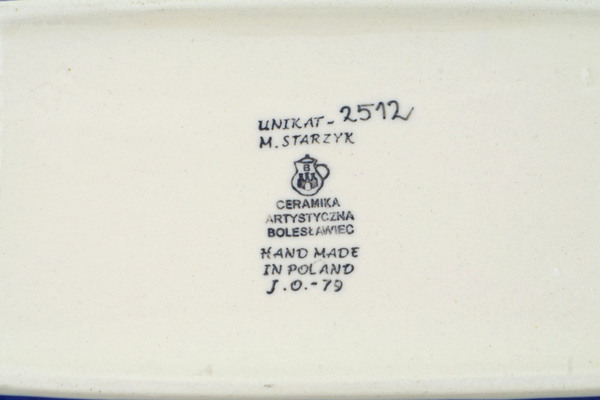 UNIKAT - 2512
M. STARZYK
B
CERAMIKA
ARTYSTYCZNA
BOLESŁAWIEC
HAND MADE
IN POLAND
J.O.-79